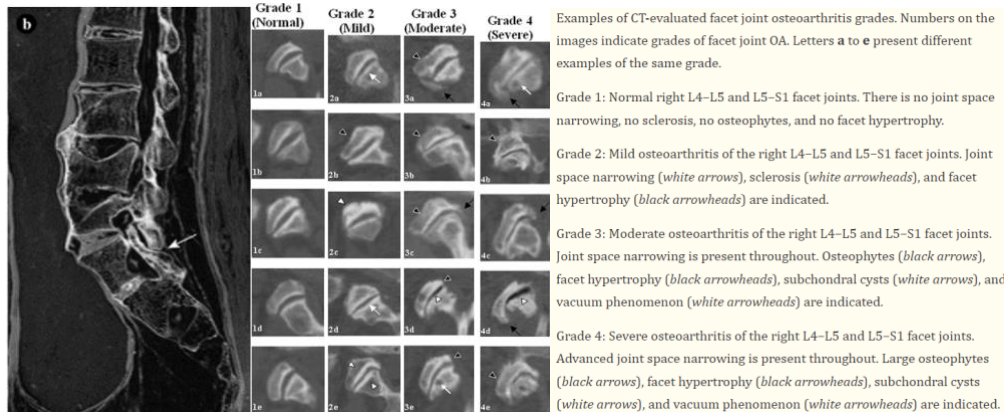 b
Grade 1
(Normal)
Grade 2
(Mild)
Grade 3
(Moderate)
Grade 4
(Severe)
1a
2a
3a
4a
1b
2b
3b
4b
1c
2c
3c
4c
1d
2d
3d
4d
1e
2e
3e
4e
Examples of CT-evaluated facet joint osteoarthritis grades. Numbers on the
images indicate grades of facet joint OA. Letters a to e present different
examples of the same grade.
Grade 1: Normal right L4–L5 and L5–S1 facet joints. There is no joint space
narrowing, no sclerosis, no osteophytes, and no facet hypertrophy.
Grade 2: Mild osteoarthritis of the right L4–L5 and L5–S1 facet joints. Joint
space narrowing (white arrows), sclerosis (white arrowheads), and facet
hypertrophy (black arrowheads) are indicated.
Grade 3: Moderate osteoarthritis of the right L4–L5 and L5–S1 facet joints.
Joint space narrowing is present throughout. Osteophytes (black arrows),
facet hypertrophy (black arrowheads), subchondral cysts (white arrows), and
vacuum phenomenon (white arrowheads) are indicated.
Grade 4: Severe osteoarthritis of the right L4–L5 and L5–S1 facet joints.
Advanced joint space narrowing is present throughout. Large osteophytes
(black arrows), facet hypertrophy (black arrowheads), subchondral cysts
(white arrows), and vacuum phenomenon (white arrowheads) are indicated.